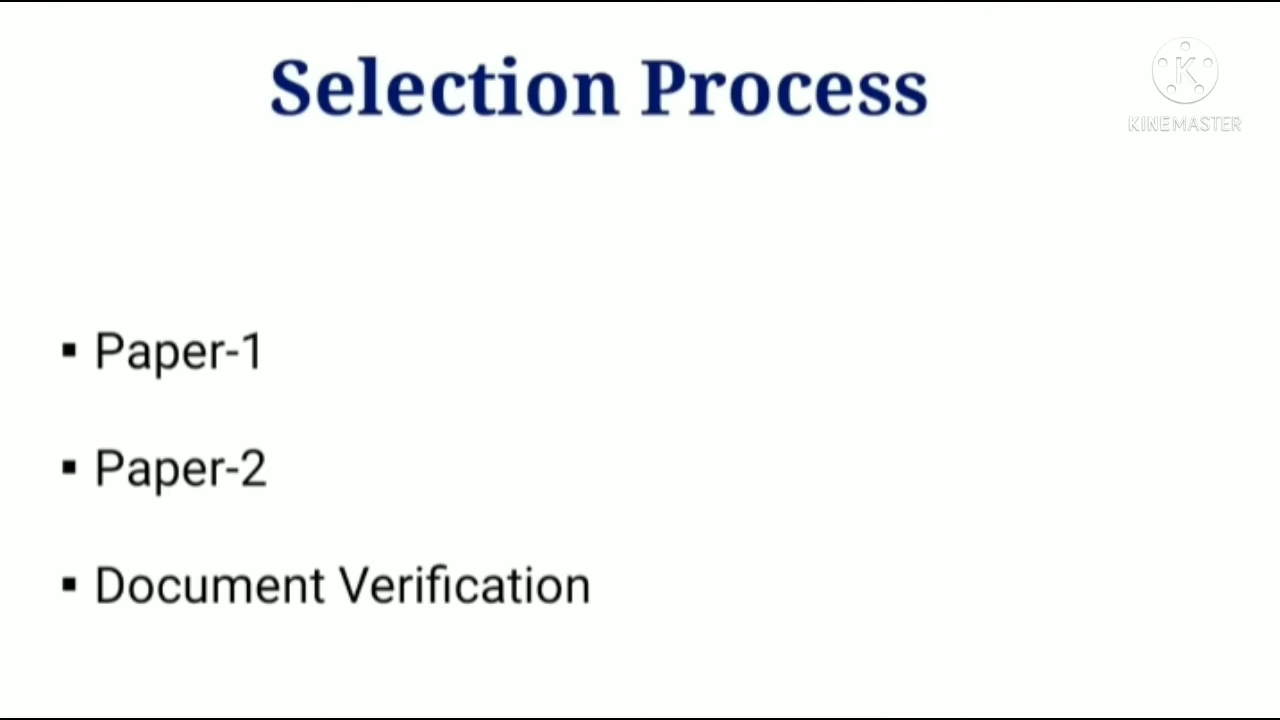 Selection Process
K
KINEMASTER
▪ Paper-1
▪ Paper-2
▪ Document Verification